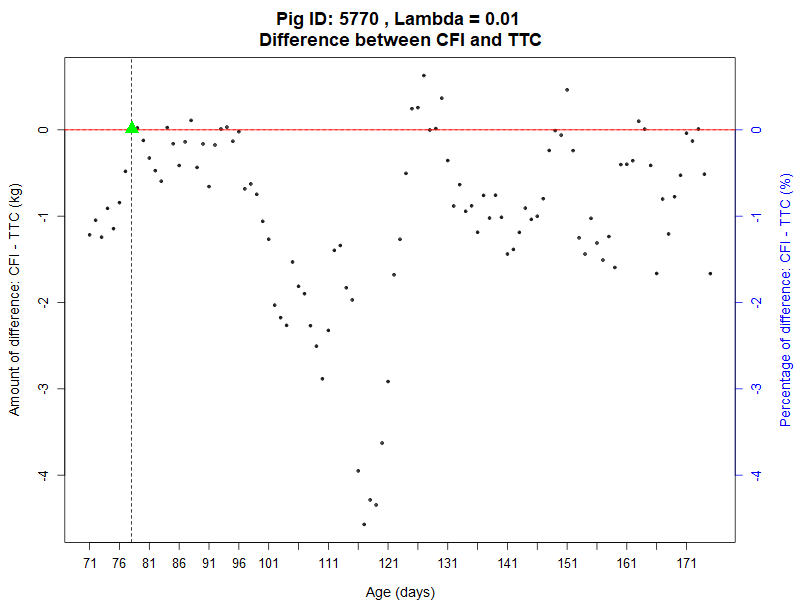 Pig ID: 5770 , Lambda = 0.01
Difference between CFI and TTC
Amount of difference: CFI - TTC (kg)
0
-1
-2
-3
-4
0
-1
-2
-3
-4
Percentage of difference: CFI - TTC (%)
71 76 81 86 91 96 101 111 121 131 141 151 161 171
Age (days)